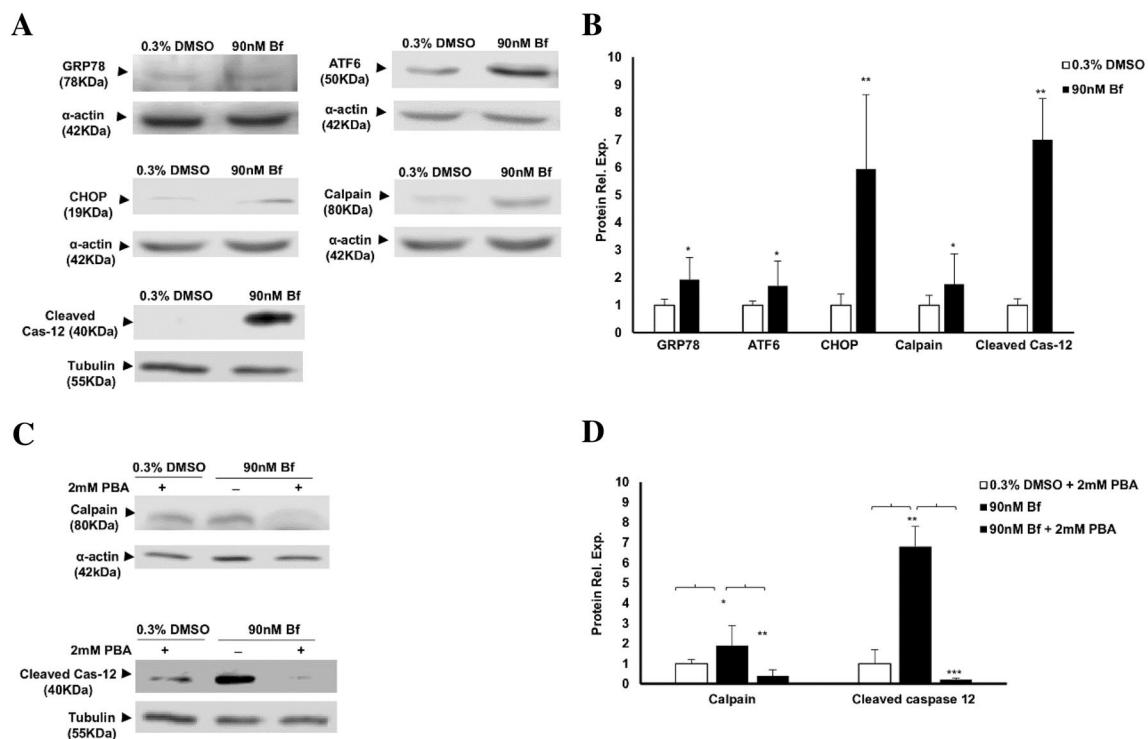 A
0.3% DMSO 90nM Bf
GRP78
(78KDa)
α-actin
(42KDa)
0.3% DMSO 90nM Bf
ATF6
(50KDa)
α-actin
(42KDa)
0.3% DMSO 90nM Bf
CHOP
(19KDa)
α-actin
(42KDa)
0.3% DMSO 90nM Bf
Calpain
(80KDa)
α-actin
(42KDa)
0.3% DMSO 90nM Bf
Cleaved
Cas-12 (40KDa)
Tubulin
(55KDa)
B
Protein Rel. Exp.
10
9
8
7
6
5
4
3
2
1
0
* * ** * **
GRP78 ATF6 CHOP Calpain Cleaved Cas-12
0.3% DMSO
90nM Bf
C
0.3% DMSO 90nM Bf
2mM PBA + – +
Calpain
(80KDa)
α-actin
(42kDa)
0.3% DMSO 90nM Bf
2mM PBA + – +
Cleaved Cas-12
(40KDa)
Tubulin
(55KDa)
D
Protein Rel. Exp.
10
9
8
7
6
5
4
3
2
1
0
* ** ** ***
Calpain Cleaved caspase 12
0.3% DMSO + 2mM PBA
90nM Bf
90nM Bf + 2mM PBA